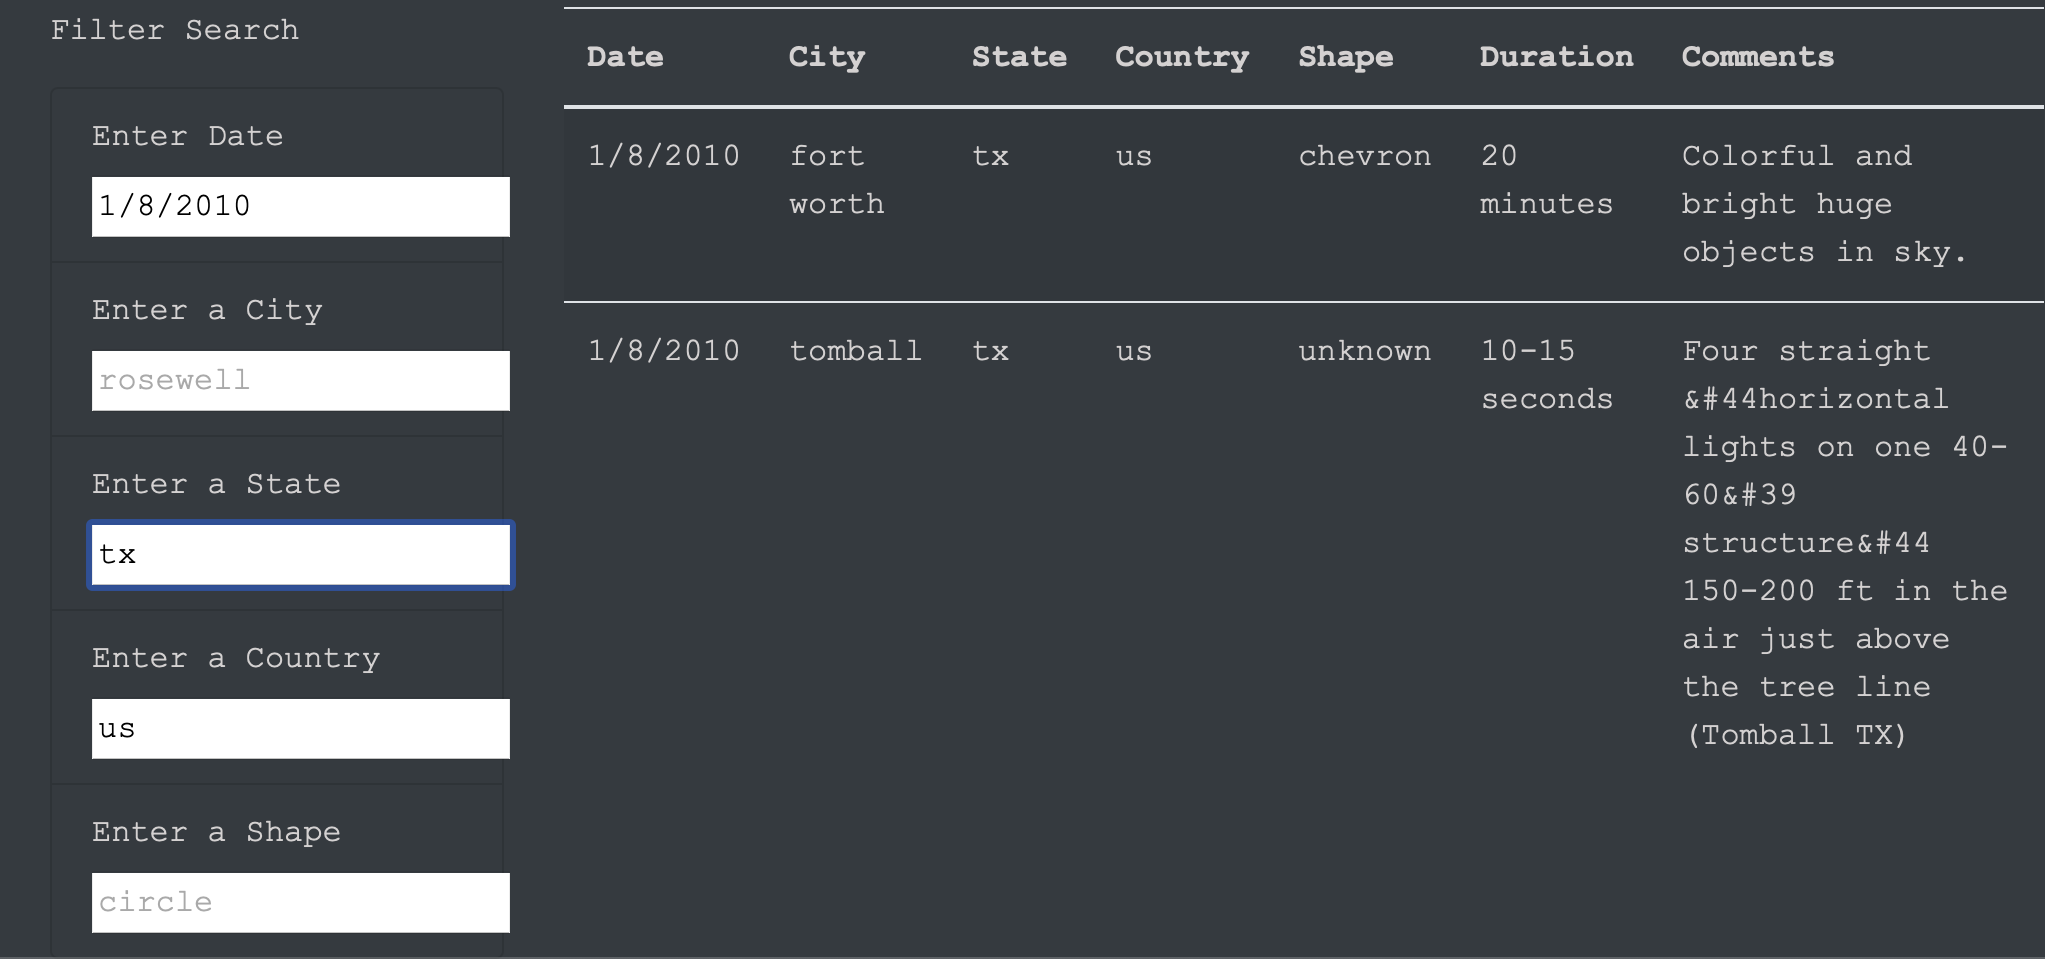 Filter Search
Enter Date
1/8/2010
Enter a City
rosewell
Enter a State
tx
Enter a Country
us
Enter a Shape
circle
Date City State Country Shape Duration Comments
1/8/2010 fort tx us chevron 20 Colorful and
worth minutes bright huge
objects in sky.
1/8/2010 tomball tx us unknown 10-15 Four straight
seconds &#44horizontal
lights on one 40-
60&#39
structure&#44
150-200 ft in the
air just above
the tree line
(Tomball TX)